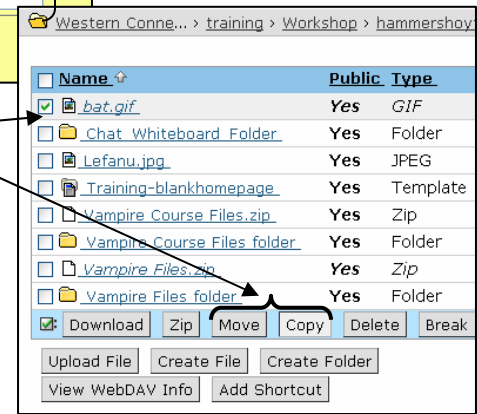 Western Conne... › training › Workshop › hammershoy
Name Public Type
bat.gif Yes GIF
Chat Whiteboard Folder Yes Folder
Lefanu.jpg Yes JPEG
Training-blankhomepage Yes Template
Vampire Course Files.zip Yes Zip
Vampire Course Files folder Yes Folder
Vampire Files.zip Yes Zip
Vampire Files folder Yes Folder
Download Zip Move Copy Delete Break
Upload File Create File Create Folder
View WebDAV Info Add Shortcut